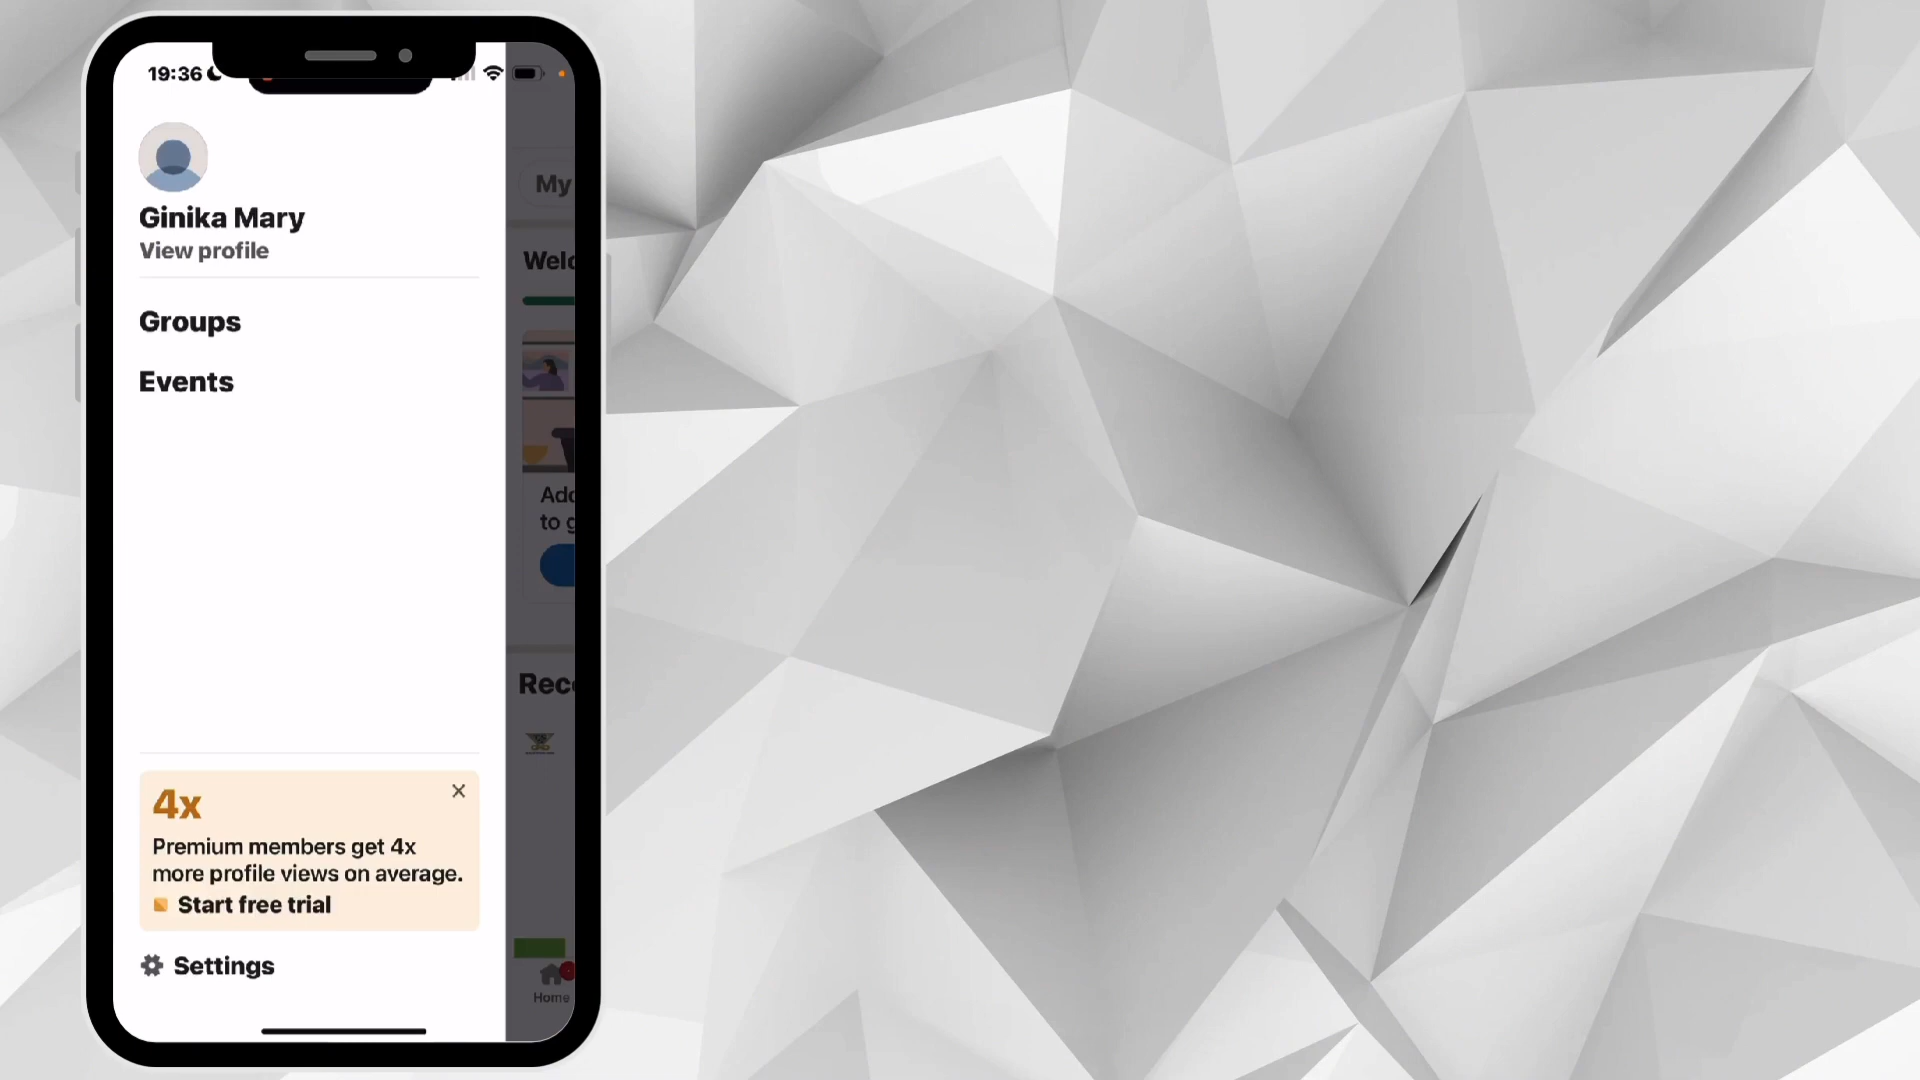 19:36
Ginika Mary
View profile
Groups
Events
4x
Premium members get 4x
more profile views on average.
Start free trial
Settings
My
Welc
Add
to g
Rec
Home